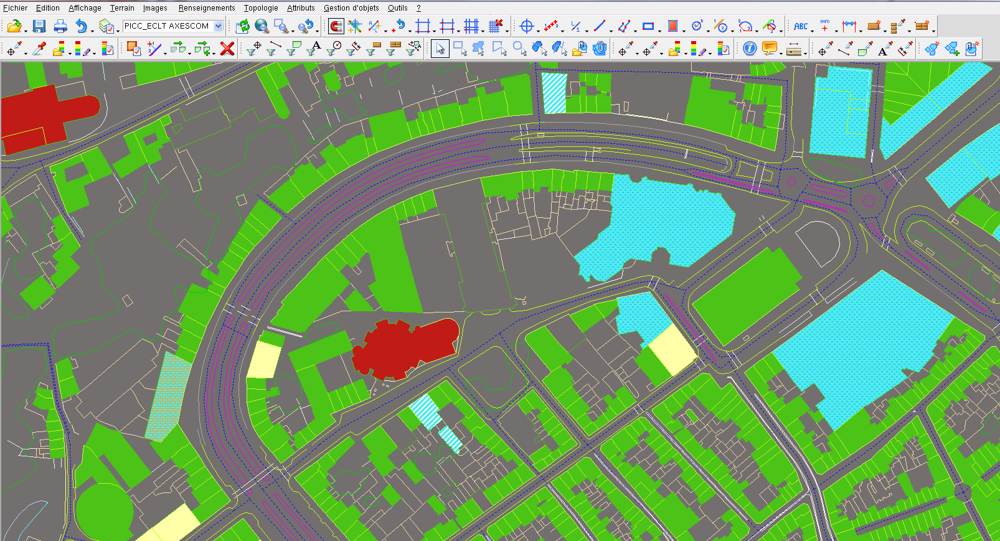 Fichier Edition Affichage Terrain Images Renseignements Topologie Attributs Gestion d'objets Outils ?
PICC_ECLT AXESCOM
ABC INFO
A
A